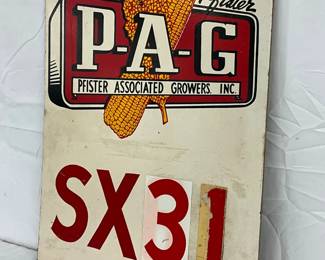 Pfister
P-A-G
PFISTER ASSOCIATED GROWERS, INC.
SX31